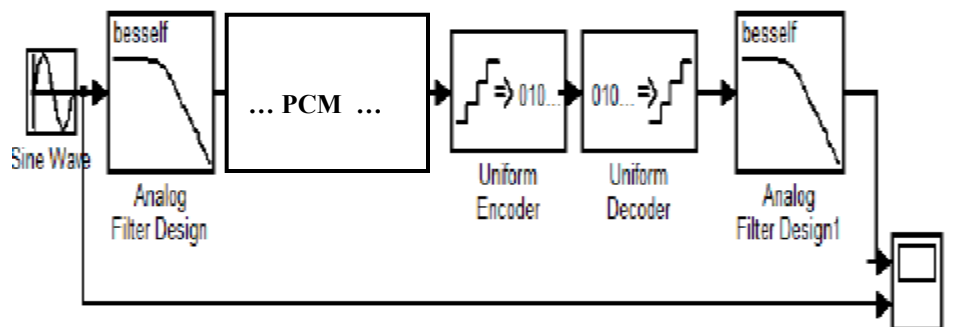 besself
besself
... PCM ...
⇒ 010...
010... ⇒
Sine Wave
Analog
Filter Design
Uniform
Encoder
Uniform
Decoder
Analog
Filter Design1